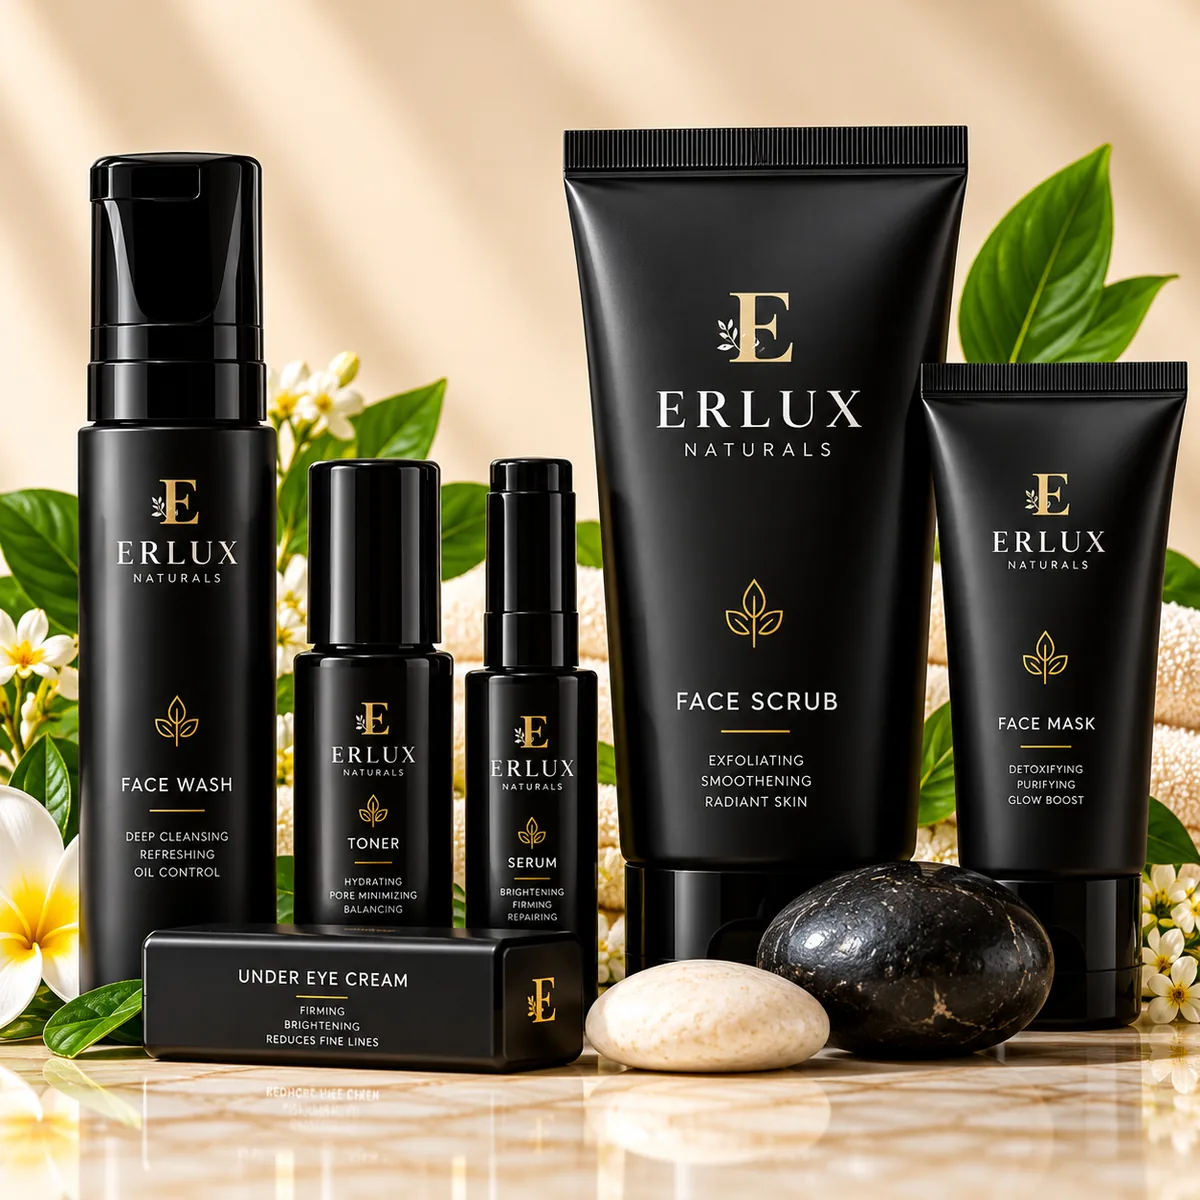 E
ERLUX
NATURALS
FACE WASH
DEEP CLEANSING
REFRESHING
OIL CONTROL
E
ERLUX
NATURALS
TONER
HYDRATING
PORE MINIMIZING
BALANCING
E
ERLUX
NATURALS
SERUM
BRIGHTENING
FIRMING
REPAIRING
E
ERLUX
NATURALS
FACE SCRUB
EXFOLIATING
SMOOTHENING
RADIANT SKIN
E
ERLUX
NATURALS
FACE MASK
DETOXIFYING
PURIFYING
GLOW BOOST
UNDER EYE CREAM
FIRMING
BRIGHTENING
REDUCES FINE LINES
E